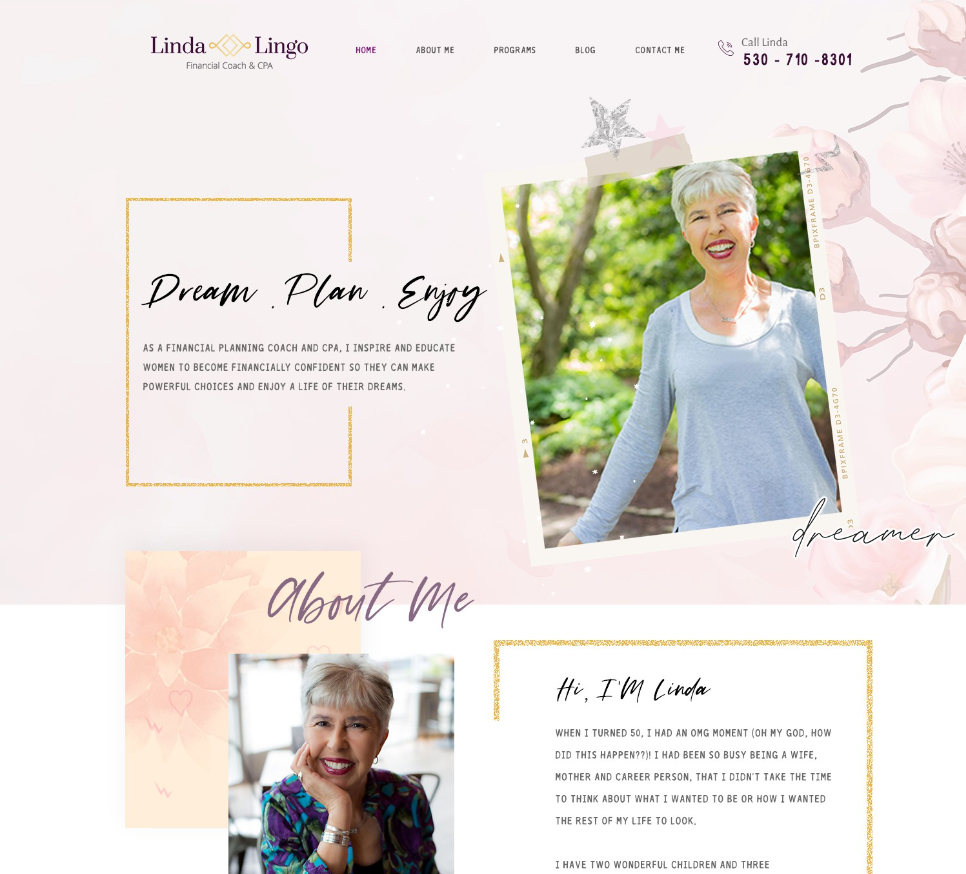 Linda Lingo
Financial Coach & CPA
HOME
ABOUT ME
PROGRAMS
BLOG
CONTACT ME
Call Linda
530 - 710 -8301
BPIXFRAME D3-4G70
D3
Dream . Plan . Enjoy
AS A FINANCIAL PLANNING COACH AND CPA, I INSPIRE AND EDUCATE
WOMEN TO BECOME FINANCIALLY CONFIDENT SO THEY CAN MAKE
POWERFUL CHOICES AND ENJOY A LIFE OF THEIR DREAMS.
3
BPIXFRAME D3-4G70
dreamer
About Me
Hi, I'M Linda
WHEN I TURNED 50, I HAD AN OMG MOMENT (OH MY GOD, HOW
DID THIS HAPPEN??)! I HAD BEEN SO BUSY BEING A WIFE,
MOTHER AND CAREER PERSON, THAT I DIDN'T TAKE THE TIME
TO THINK ABOUT WHAT I WANTED TO BE OR HOW I WANTED
THE REST OF MY LIFE TO LOOK.
I HAVE TWO WONDERFUL CHILDREN AND THREE